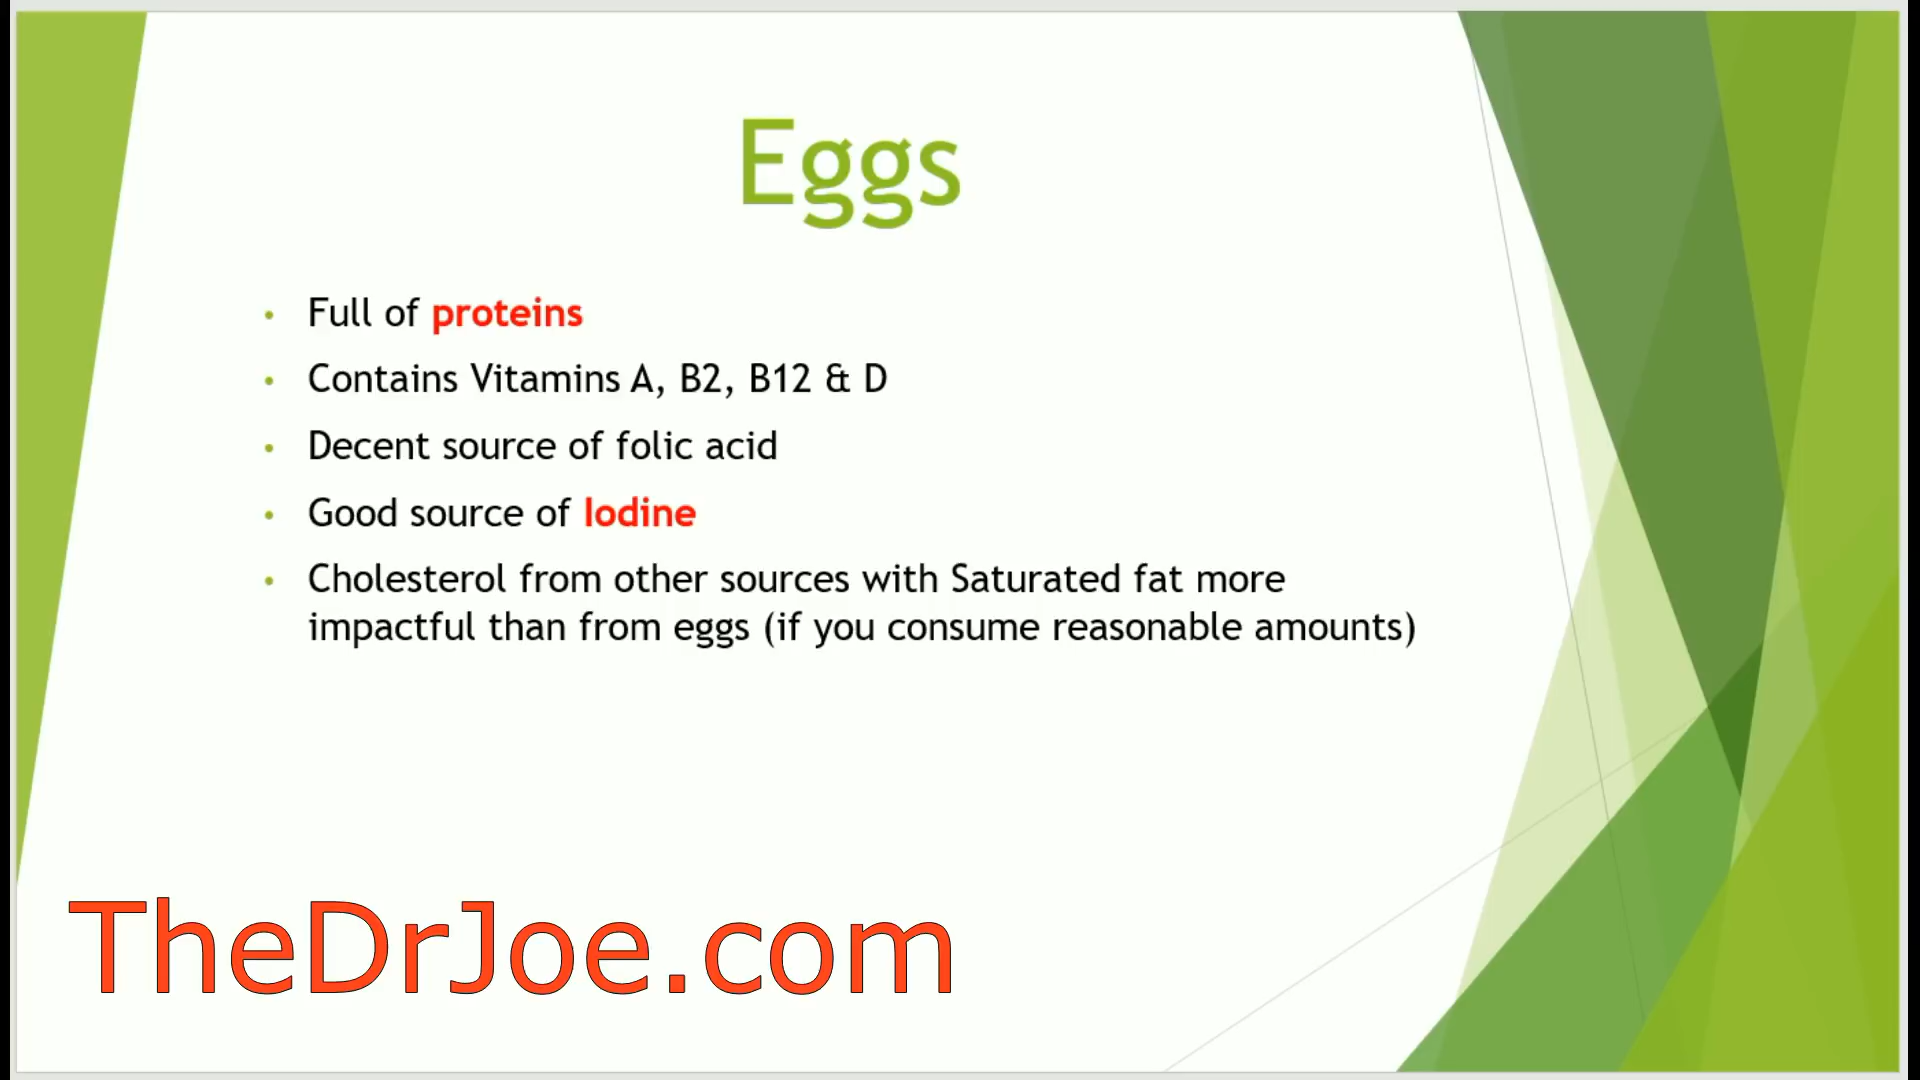 Eggs
• Full of proteins
• Contains Vitamins A, B2, B12 & D
• Decent source of folic acid
• Good source of Iodine
• Cholesterol from other sources with Saturated fat more
impactful than from eggs (if you consume reasonable amounts)
TheDrJoe.com